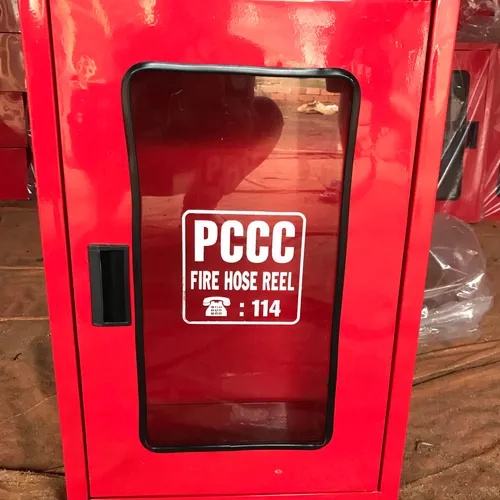 PCCC
FIRE HOSE REEL
: 114